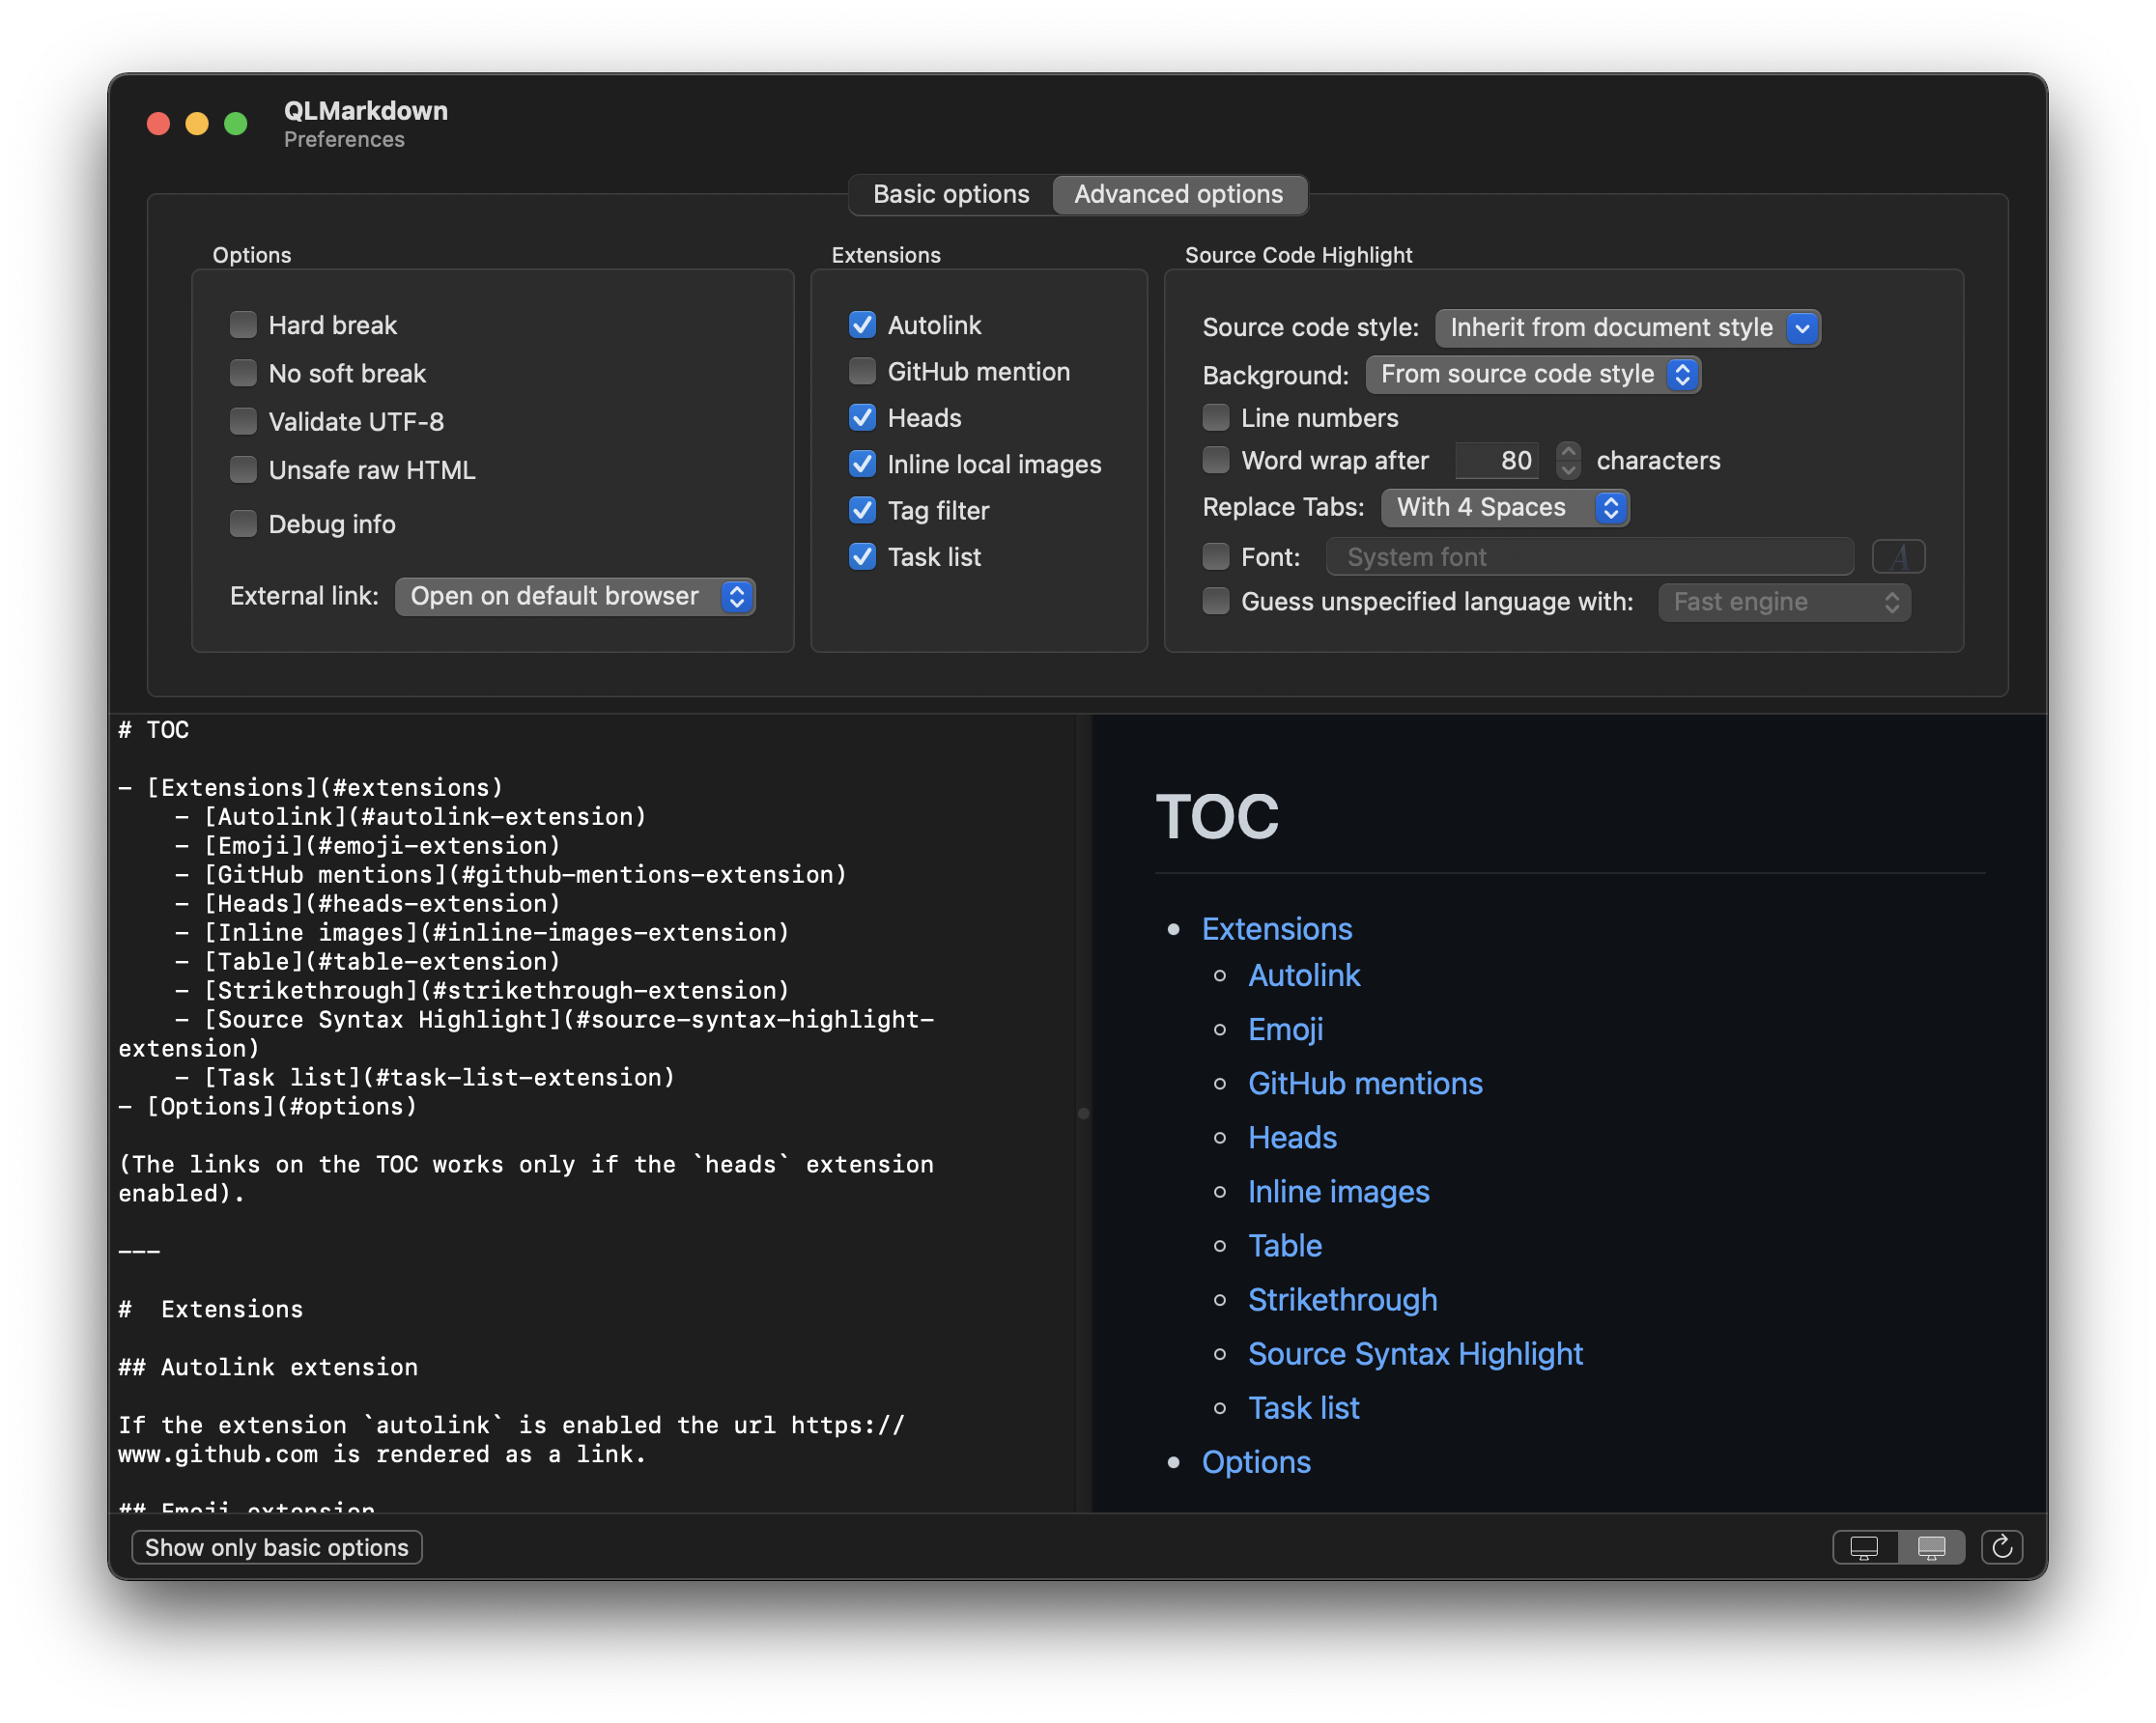 QLMarkdown
Preferences
Basic options
Advanced options
Options
Hard break
No soft break
Validate UTF-8
Unsafe raw HTML
Debug info
External link: Open on default browser
Extensions
Autolink
GitHub mention
Heads
Inline local images
Tag filter
Task list
Source Code Highlight
Source code style: Inherit from document style
Background: From source code style
Line numbers
Word wrap after 80 characters
Replace Tabs: With 4 Spaces
Font: System font A
Guess unspecified language with: Fast engine
# TOC
– [Extensions](#extensions)
– [Autolink](#autolink-extension)
– [Emoji](#emoji-extension)
– [GitHub mentions](#github-mentions-extension)
– [Heads](#heads-extension)
– [Inline images](#inline-images-extension)
– [Table](#table-extension)
– [Strikethrough](#strikethrough-extension)
– [Source Syntax Highlight](#source-syntax-highlight-
extension)
– [Task list](#task-list-extension)
– [Options](#options)
(The links on the TOC works only if the `heads` extension
enabled).
---
#  Extensions
## Autolink extension
If the extension `autolink` is enabled the url https://
www.github.com is rendered as a link.
## Emoji extension
TOC
• Extensions
◦ Autolink
◦ Emoji
◦ GitHub mentions
◦ Heads
◦ Inline images
◦ Table
◦ Strikethrough
◦ Source Syntax Highlight
◦ Task list
• Options
Show only basic options